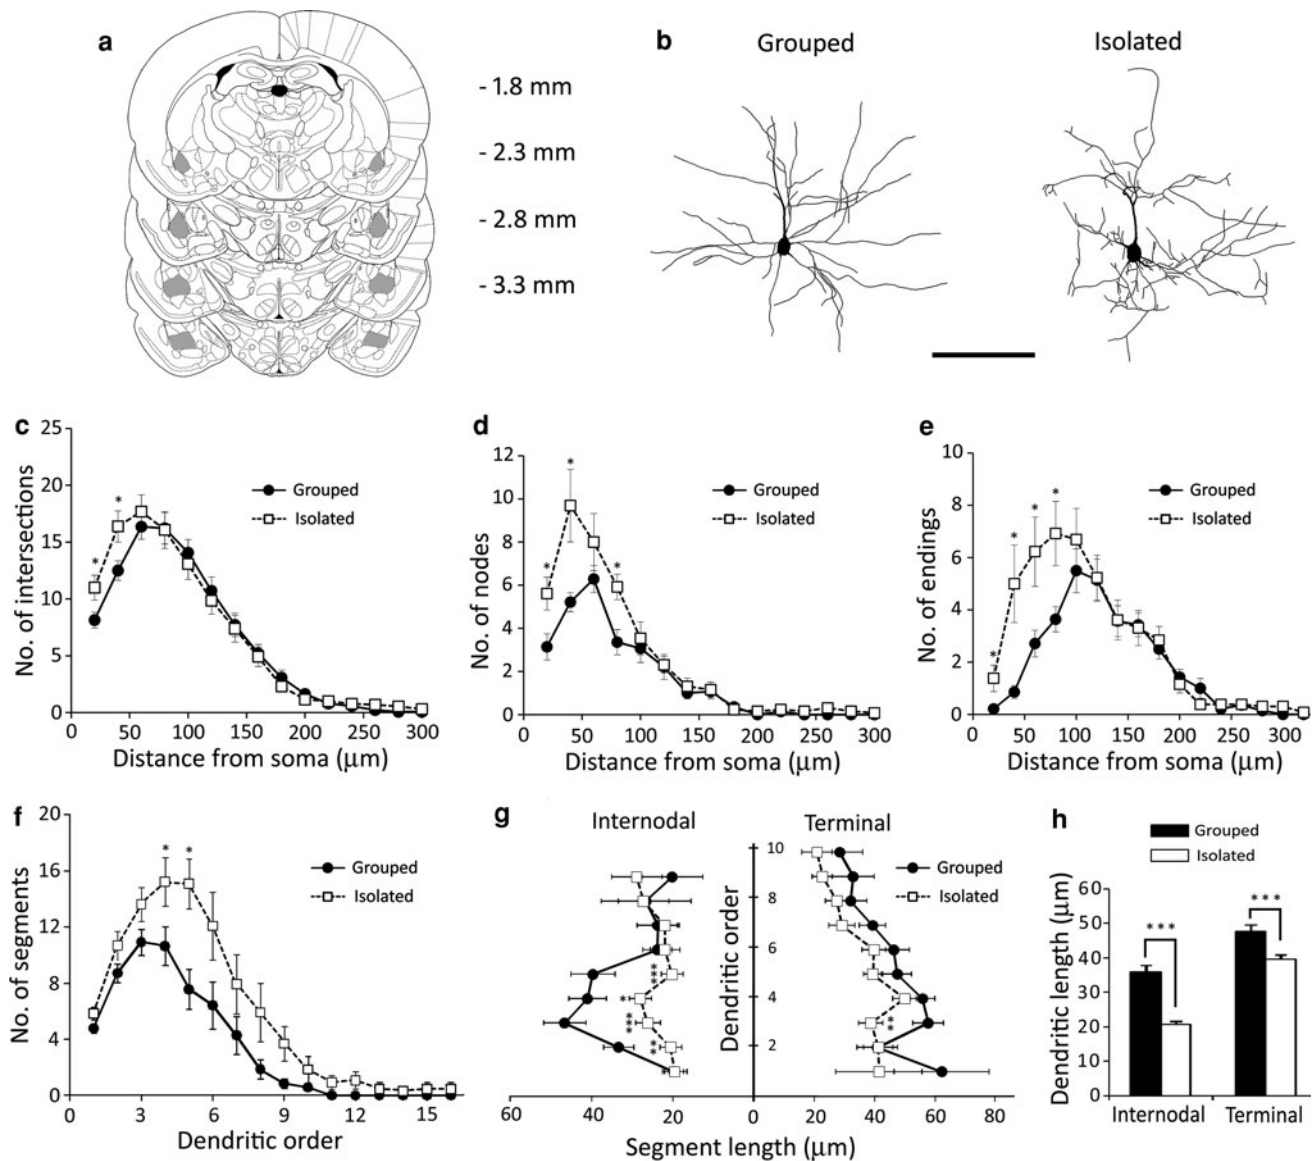 a
- 1.8 mm
- 2.3 mm
- 2.8 mm
- 3.3 mm
b
Grouped
Isolated
c
25
20
15
10
5
0
No. of intersections
* *
Grouped
Isolated
0 50 100 150 200 250 300
Distance from soma (μm)
d
12
10
8
6
4
2
0
No. of nodes
* * *
Grouped
Isolated
0 50 100 150 200 250 300
Distance from soma (μm)
e
10
8
6
4
2
0
No. of endings
* * * *
Grouped
Isolated
0 50 100 150 200 250 300
Distance from soma (μm)
f
20
16
12
8
4
0
No. of segments
* *
Grouped
Isolated
0 3 6 9 12 15
Dendritic order
g
Internodal
Terminal
10
8
6
4
2
Dendritic order
Grouped
Isolated
***
*
***
**
**
60 40 20 20 40 60 80
Segment length (μm)
h
Grouped
Isolated
60
50
40
30
20
10
0
Dendritic length (μm)
*** ***
Internodal Terminal